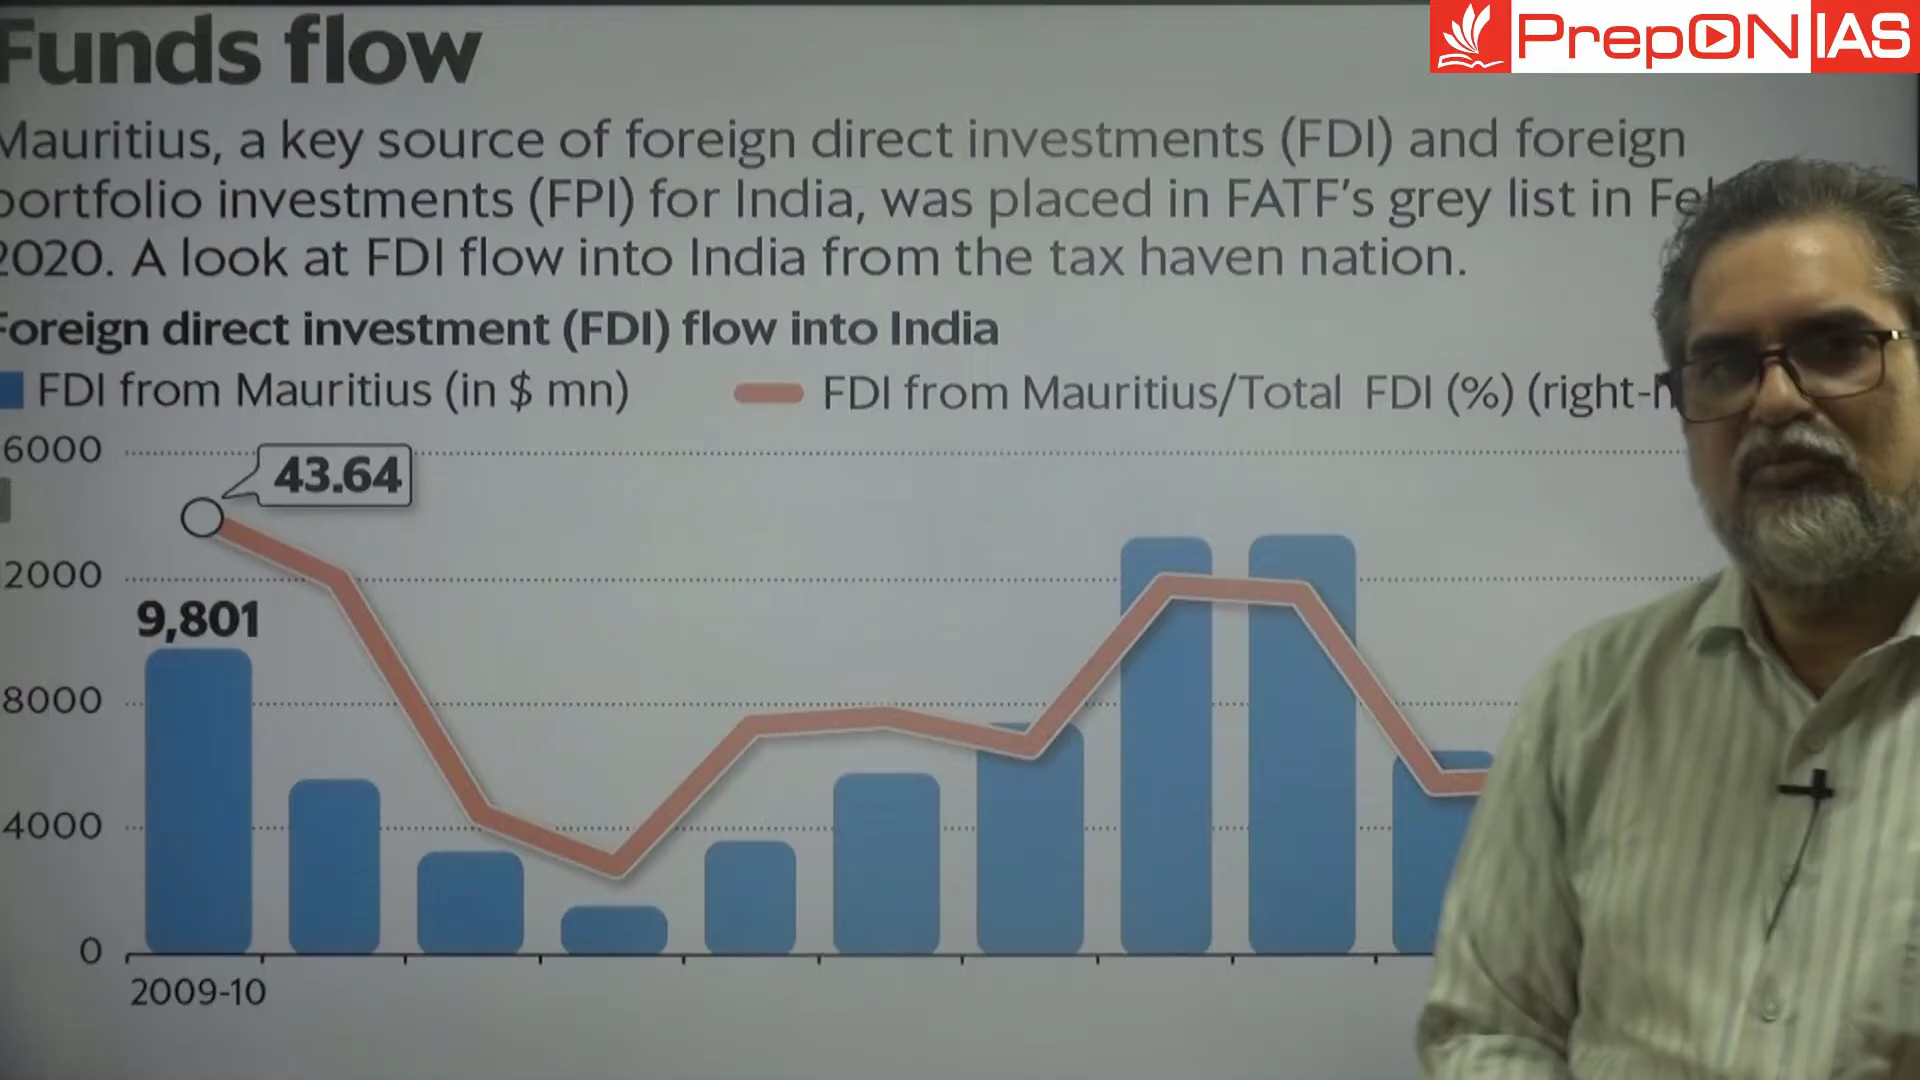 PrepON IAS
Funds flow
Mauritius, a key source of foreign direct investments (FDI) and foreign
portfolio investments (FPI) for India, was placed in FATF's grey list in Fe
2020. A look at FDI flow into India from the tax haven nation.
Foreign direct investment (FDI) flow into India
FDI from Mauritius (in $ mn)
FDI from Mauritius/Total FDI (%) (right-h
6000
43.64
2000
9,801
8000
4000
0
2009-10